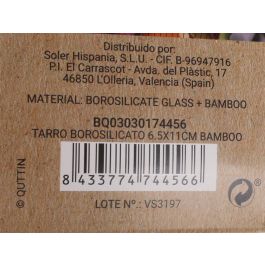 Distribuido por:
Soler Hispania, S.L.U. - CIF. B-96947916
P.I. El Carrascot - Avda. del Plàstic, 17
46850 L'Olleria, Valencia (Spain)
MATERIAL: BOROSILICATE GLASS + BAMBOO
BQ03030174456
TARRO BOROSILICATO 6.5X11CM BAMBOO
8 433774 744566
LOTE N.º: VS3197
© QUTTIN